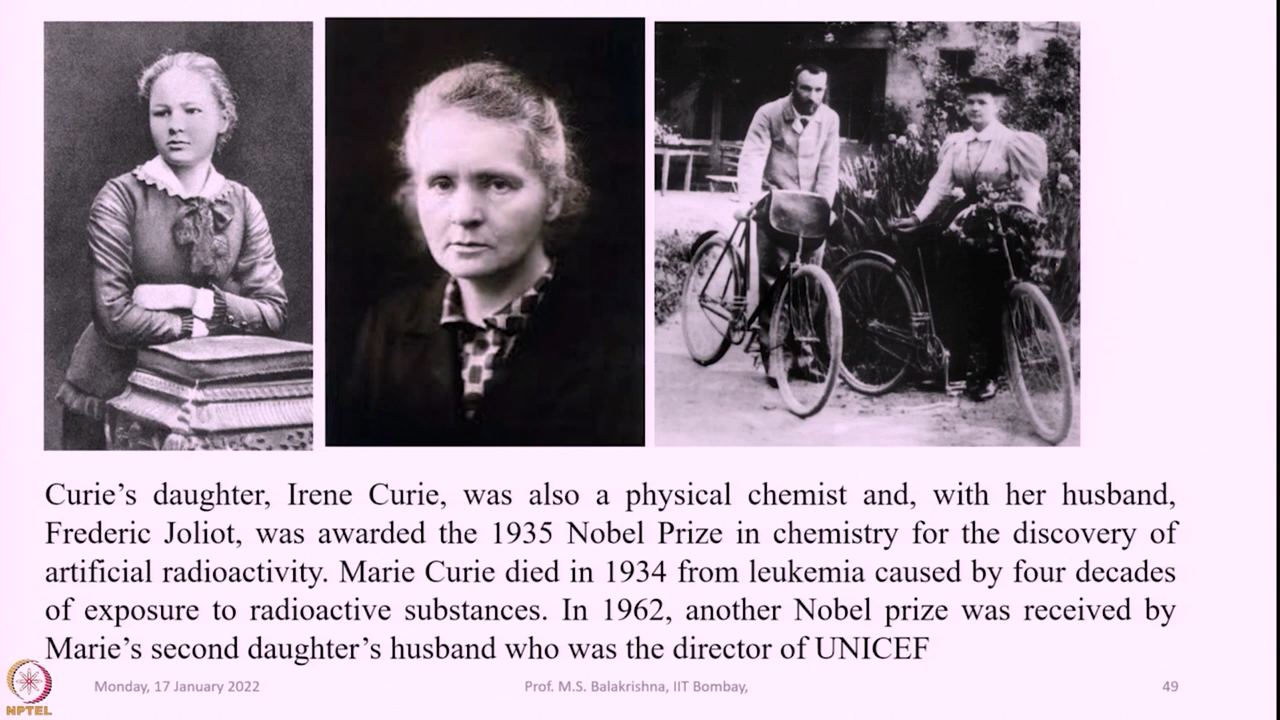 Curie’s daughter, Irene Curie, was also a physical chemist and, with her husband,
Frederic Joliot, was awarded the 1935 Nobel Prize in chemistry for the discovery of
artificial radioactivity. Marie Curie died in 1934 from leukemia caused by four decades
of exposure to radioactive substances. In 1962, another Nobel prize was received by
Marie’s second daughter’s husband who was the director of UNICEF
Monday, 17 January 2022
Prof. M.S. Balakrishna, IIT Bombay,
49
NPTEL